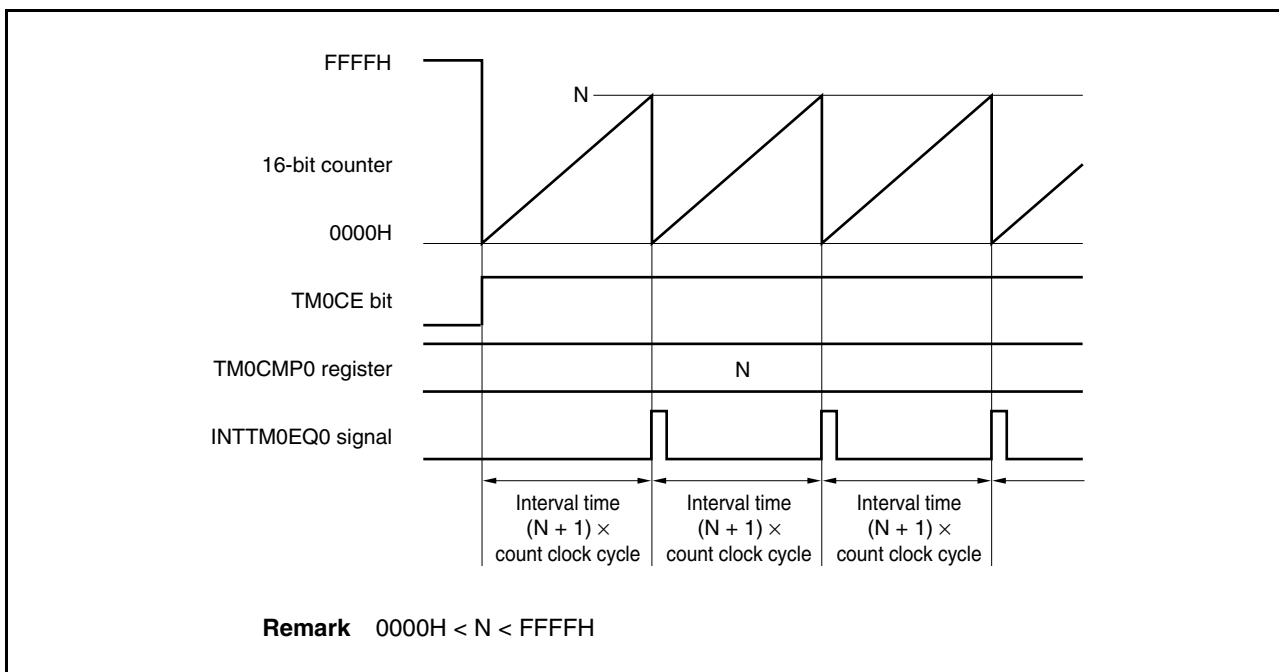 FFFFH
N
16-bit counter
0000H
TM0CE bit
TM0CMP0 register
N
INTTM0EQ0 signal
Interval time
(N + 1) ×
count clock cycle
Interval time
(N + 1) ×
count clock cycle
Interval time
(N + 1) ×
count clock cycle
Remark 0000H < N < FFFFH